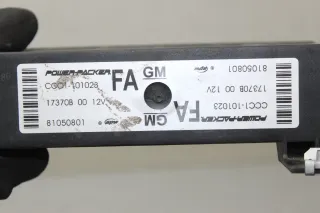 POWER-PACKER
FA
GM
CCC1-101023
173708 00 12V
81050801
POWER-PACKER
FA
GM
CCC1-101023
173708 00 12V
81050801